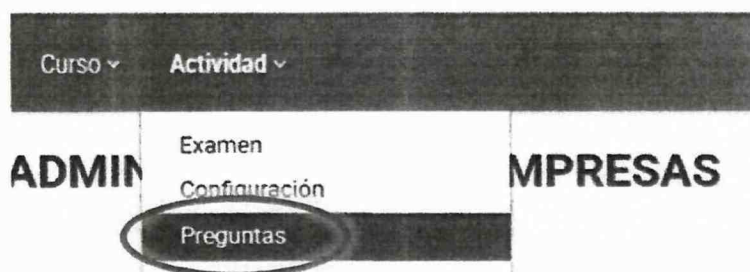 Curso Actividad
Examen
ADMIN MPRESAS
Configuración
Preguntas